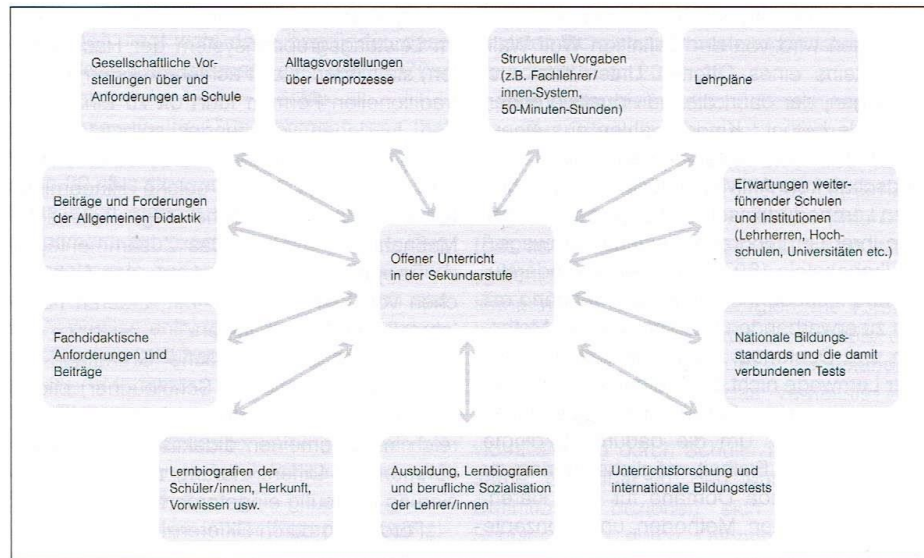 Gesellschaftliche Vor-
stellungen über und
Anforderungen an Schule
Alltagsvorstellungen
über Lernprozesse
Strukturelle Vorgaben
(z.B. Fachlehrer/
innen-System,
50-Minuten-Stunden)
Lehrpläne
Beiträge und Forderungen
der Allgemeinen Didaktik
Erwartungen weiter-
führender Schulen
und Institutionen
(Lehrherren, Hoch-
schulen, Universitäten etc.)
Offener Unterricht
in der Sekundarstufe
Fachdidaktische
Anforderungen und
Beiträge
Nationale Bildungs-
standards und die damit
verbundenen Tests
Lernbiografien der
Schüler/innen, Herkunft,
Vorwissen usw.
Ausbildung, Lernbiografien
und berufliche Sozialisation
der Lehrer/innen
Unterrichtsforschung und
internationale Bildungstests